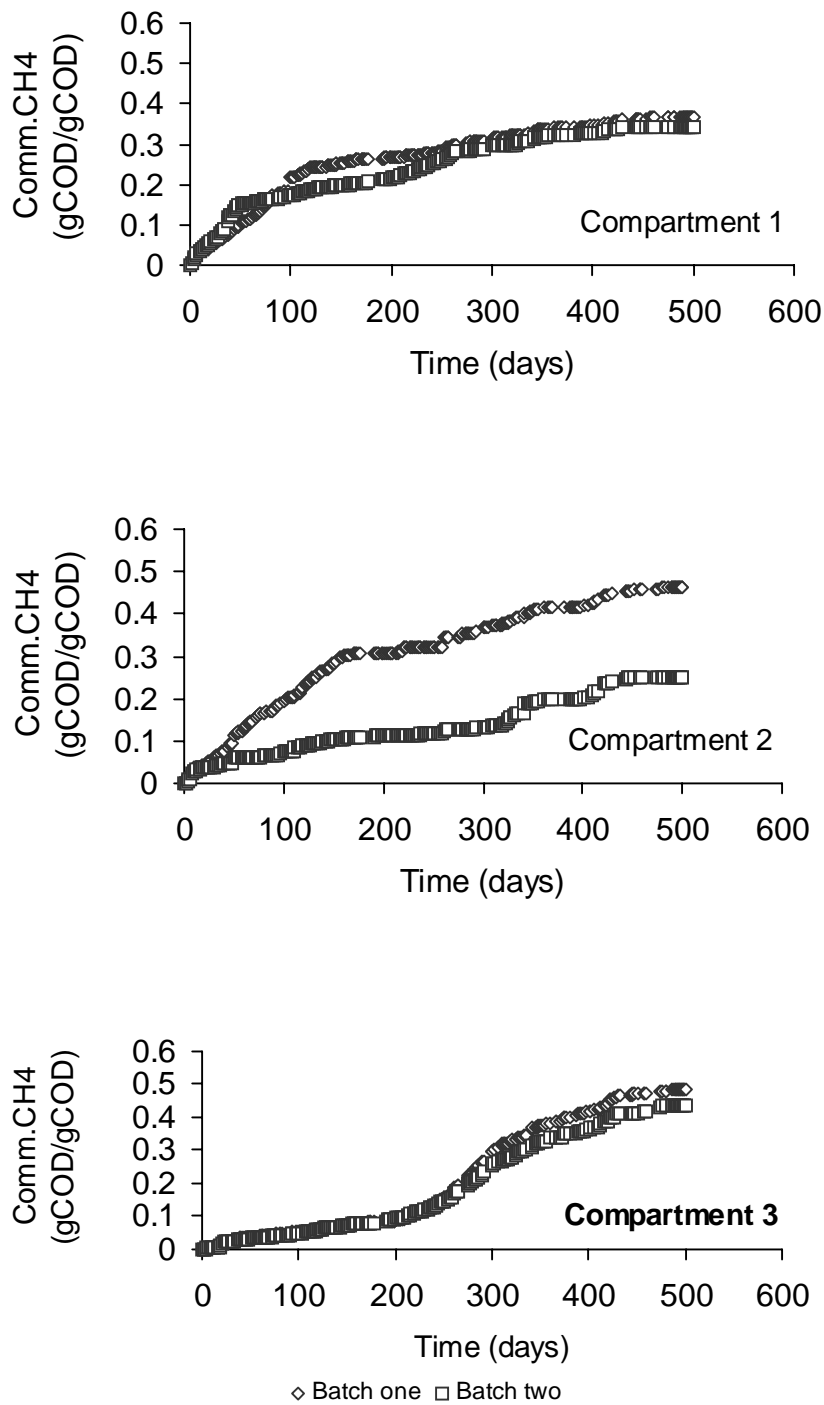 Comm.CH4
(gCOD/gCOD)
0.6
0.5
0.4
0.3
0.2
0.1
0
Compartment 1
0 100 200 300 400 500 600
Time (days)
Comm.CH4
(gCOD/gCOD)
0.6
0.5
0.4
0.3
0.2
0.1
0
Compartment 2
0 100 200 300 400 500 600
Time (days)
Comm.CH4
(gCOD/gCOD)
0.6
0.5
0.4
0.3
0.2
0.1
0
Compartment 3
0 100 200 300 400 500 600
Time (days)
Batch one Batch two